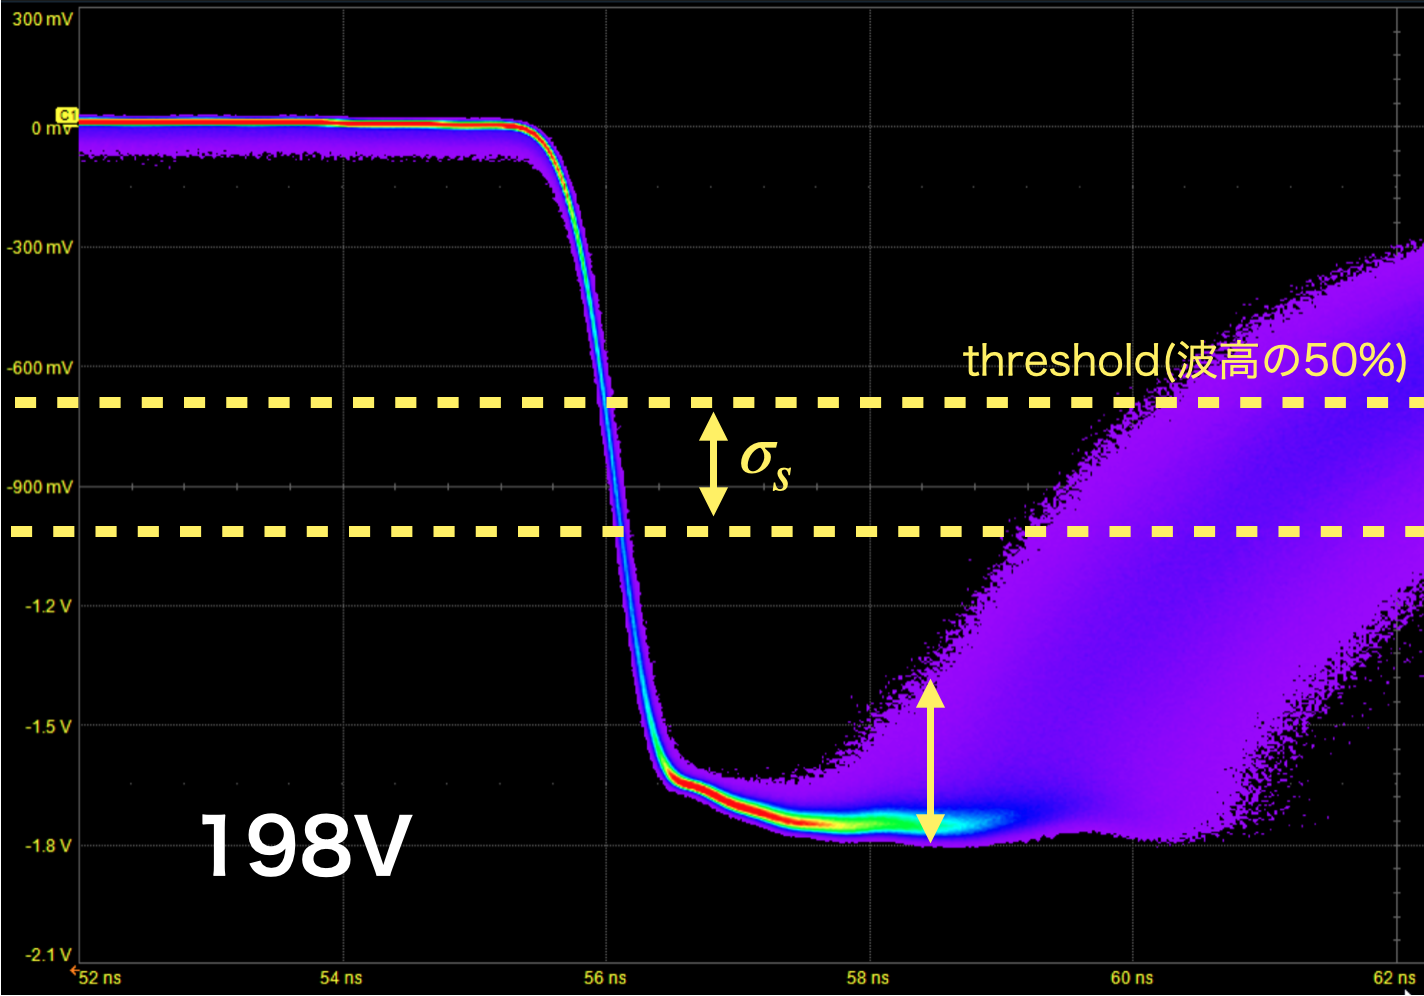 300 mV
C1
0 mV
-300 mV
threshold(波高の50%)
-600 mV
σs
-900 mV
-1.2 V
-1.5 V
198V
-1.8 V
-2.1 V
52 ns
54 ns
56 ns
58 ns
60 ns
62 ns